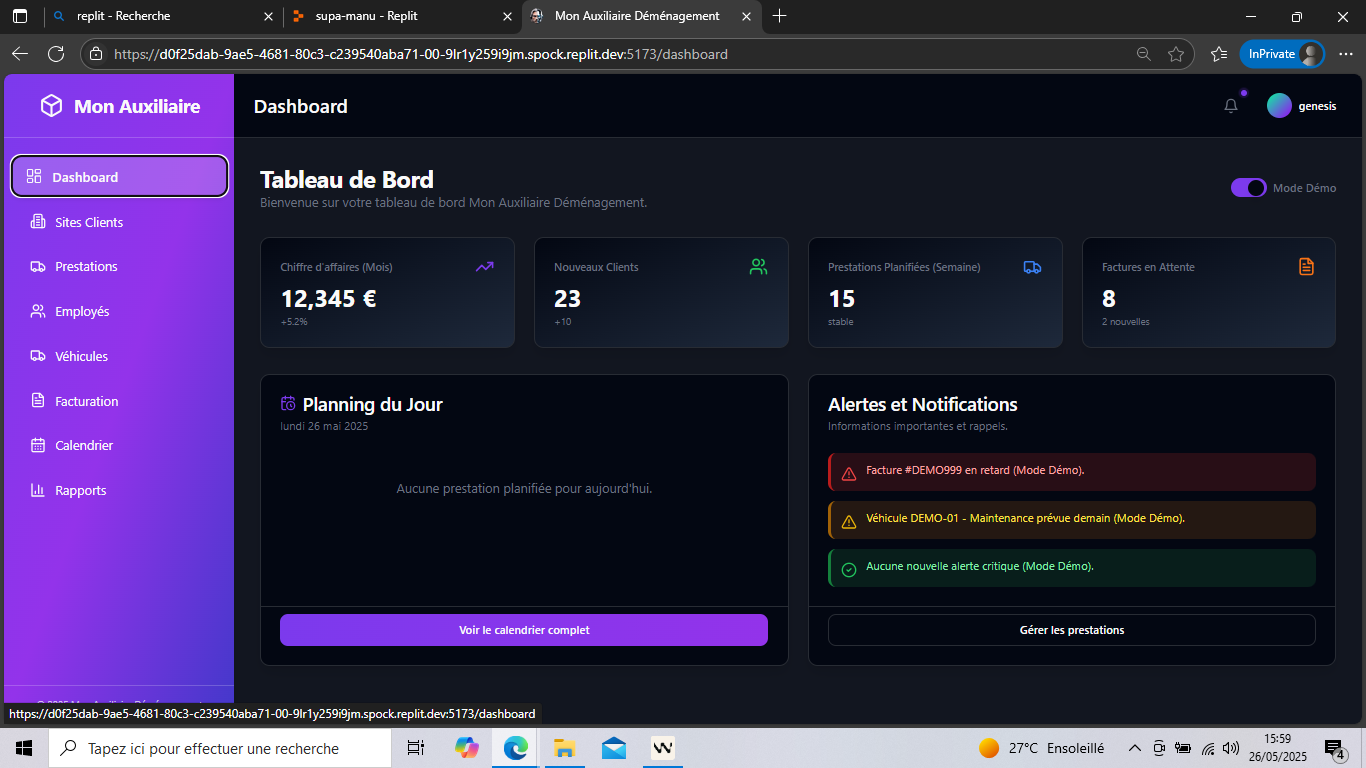 replit - Recherche
supa-manu - Replit
Mon Auxiliaire Déménagement
https://d0f25dab-9ae5-4681-80c3-c239540aba71-00-9lr1y259i9jm.spock.replit.dev:5173/dashboard
InPrivate
Mon Auxiliaire
Dashboard
genesis
Dashboard
Sites Clients
Prestations
Employés
Véhicules
Facturation
Calendrier
Rapports
Tableau de Bord
Bienvenue sur votre tableau de bord Mon Auxiliaire Déménagement.
Mode Démo
Chiffre d'affaires (Mois)
12,345 €
+5.2%
Nouveaux Clients
23
+10
Prestations Planifiées (Semaine)
15
stable
Factures en Attente
8
2 nouvelles
Planning du Jour
lundi 26 mai 2025
Aucune prestation planifiée pour aujourd'hui.
Voir le calendrier complet
Alertes et Notifications
Informations importantes et rappels.
Facture #DEMO999 en retard (Mode Démo).
Véhicule DEMO-01 - Maintenance prévue demain (Mode Démo).
Aucune nouvelle alerte critique (Mode Démo).
Gérer les prestations
https://d0f25dab-9ae5-4681-80c3-c239540aba71-00-9lr1y259i9jm.spock.replit.dev:5173/dashboard
Tapez ici pour effectuer une recherche
27°C Ensoleillé
15:59
26/05/2025
4